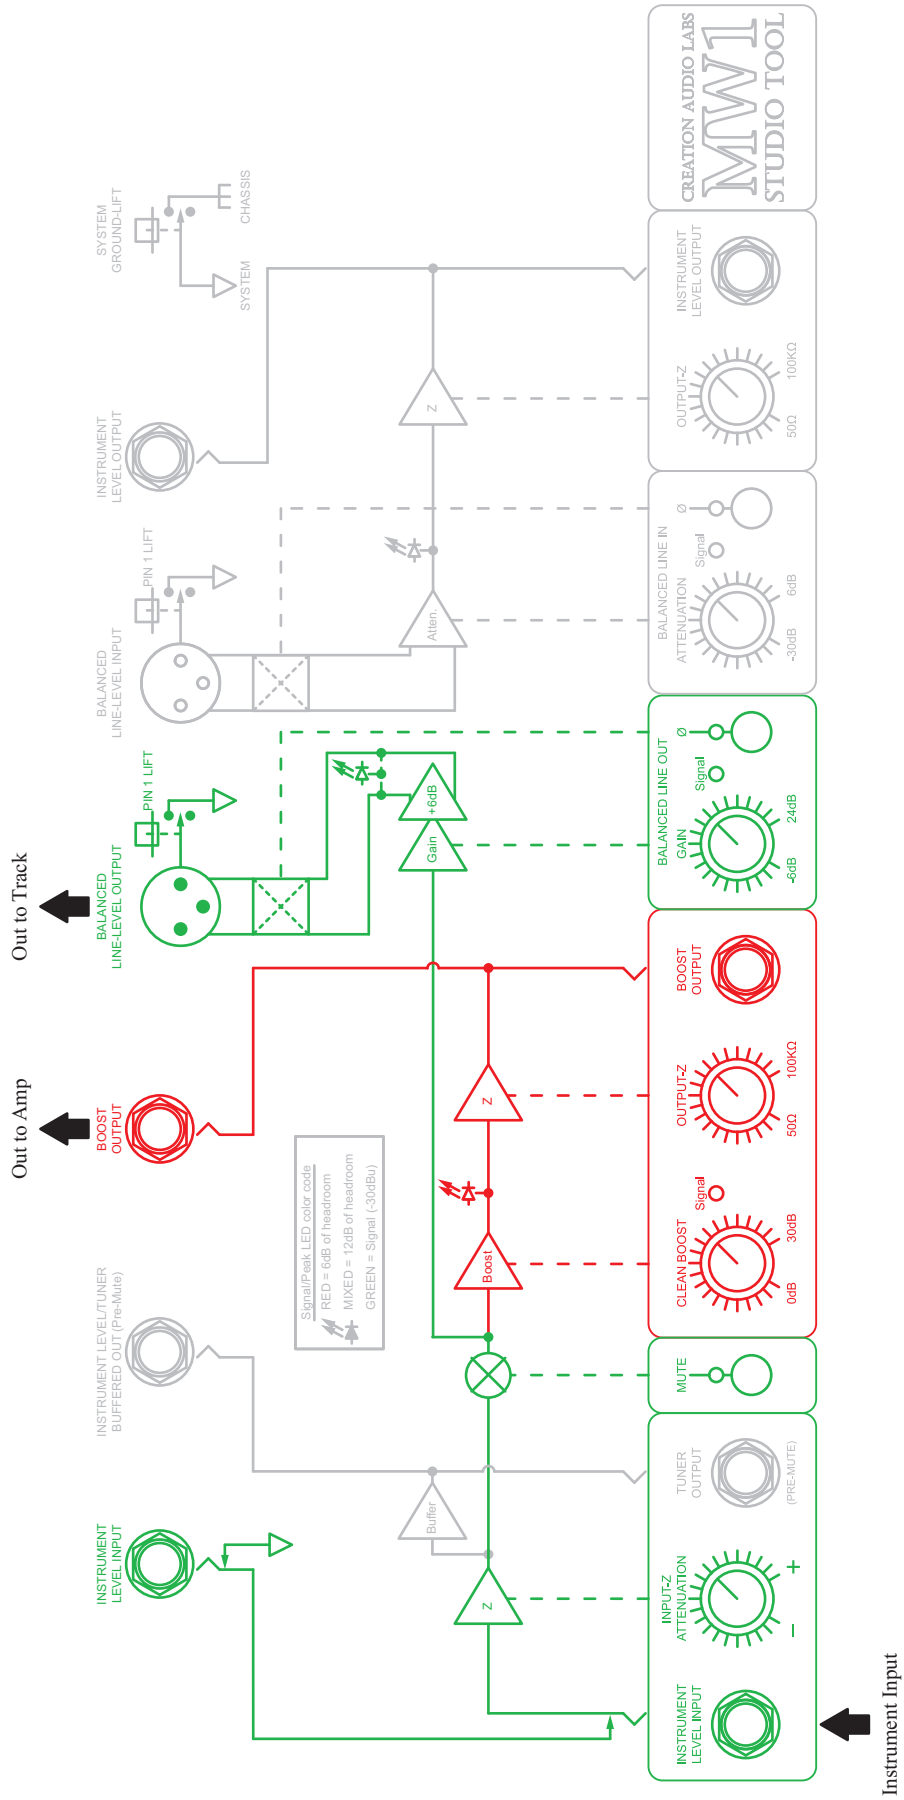 Out to Amp
Out to Track
INSTRUMENT
LEVEL INPUT
INSTRUMENT LEVEL/TUNER
BUFFERED OUT (Pre-Mute)
BOOST
OUTPUT
BALANCED
LINE-LEVEL OUTPUT
PIN 1 LIFT
BALANCED
LINE-LEVEL INPUT
PIN 1 LIFT
INSTRUMENT
LEVEL OUTPUT
SYSTEM
GROUND-LIFT
SYSTEM
CHASSIS
Signal/Peak LED color code
RED = 6dB of headroom
MIXED = 12dB of headroom
GREEN = Signal (-30dBu)
Buffer
Z
Boost
Z
Gain
+6dB
Atten.
Z
INSTRUMENT
LEVEL INPUT
INPUT-Z
ATTENUATION
– +
TUNER
OUTPUT
(PRE-MUTE)
MUTE
CLEAN BOOST
Signal
0dB
30dB
OUTPUT-Z
50Ω
100KΩ
BOOST
OUTPUT
BALANCED LINE OUT
GAIN
Signal
Ø
-6dB
24dB
BALANCED LINE IN
ATTENUATION
Signal
Ø
-30dB
6dB
OUTPUT-Z
50Ω
100KΩ
INSTRUMENT
LEVEL OUTPUT
CREATION AUDIO LABS
MW1
STUDIO TOOL
Instrument Input